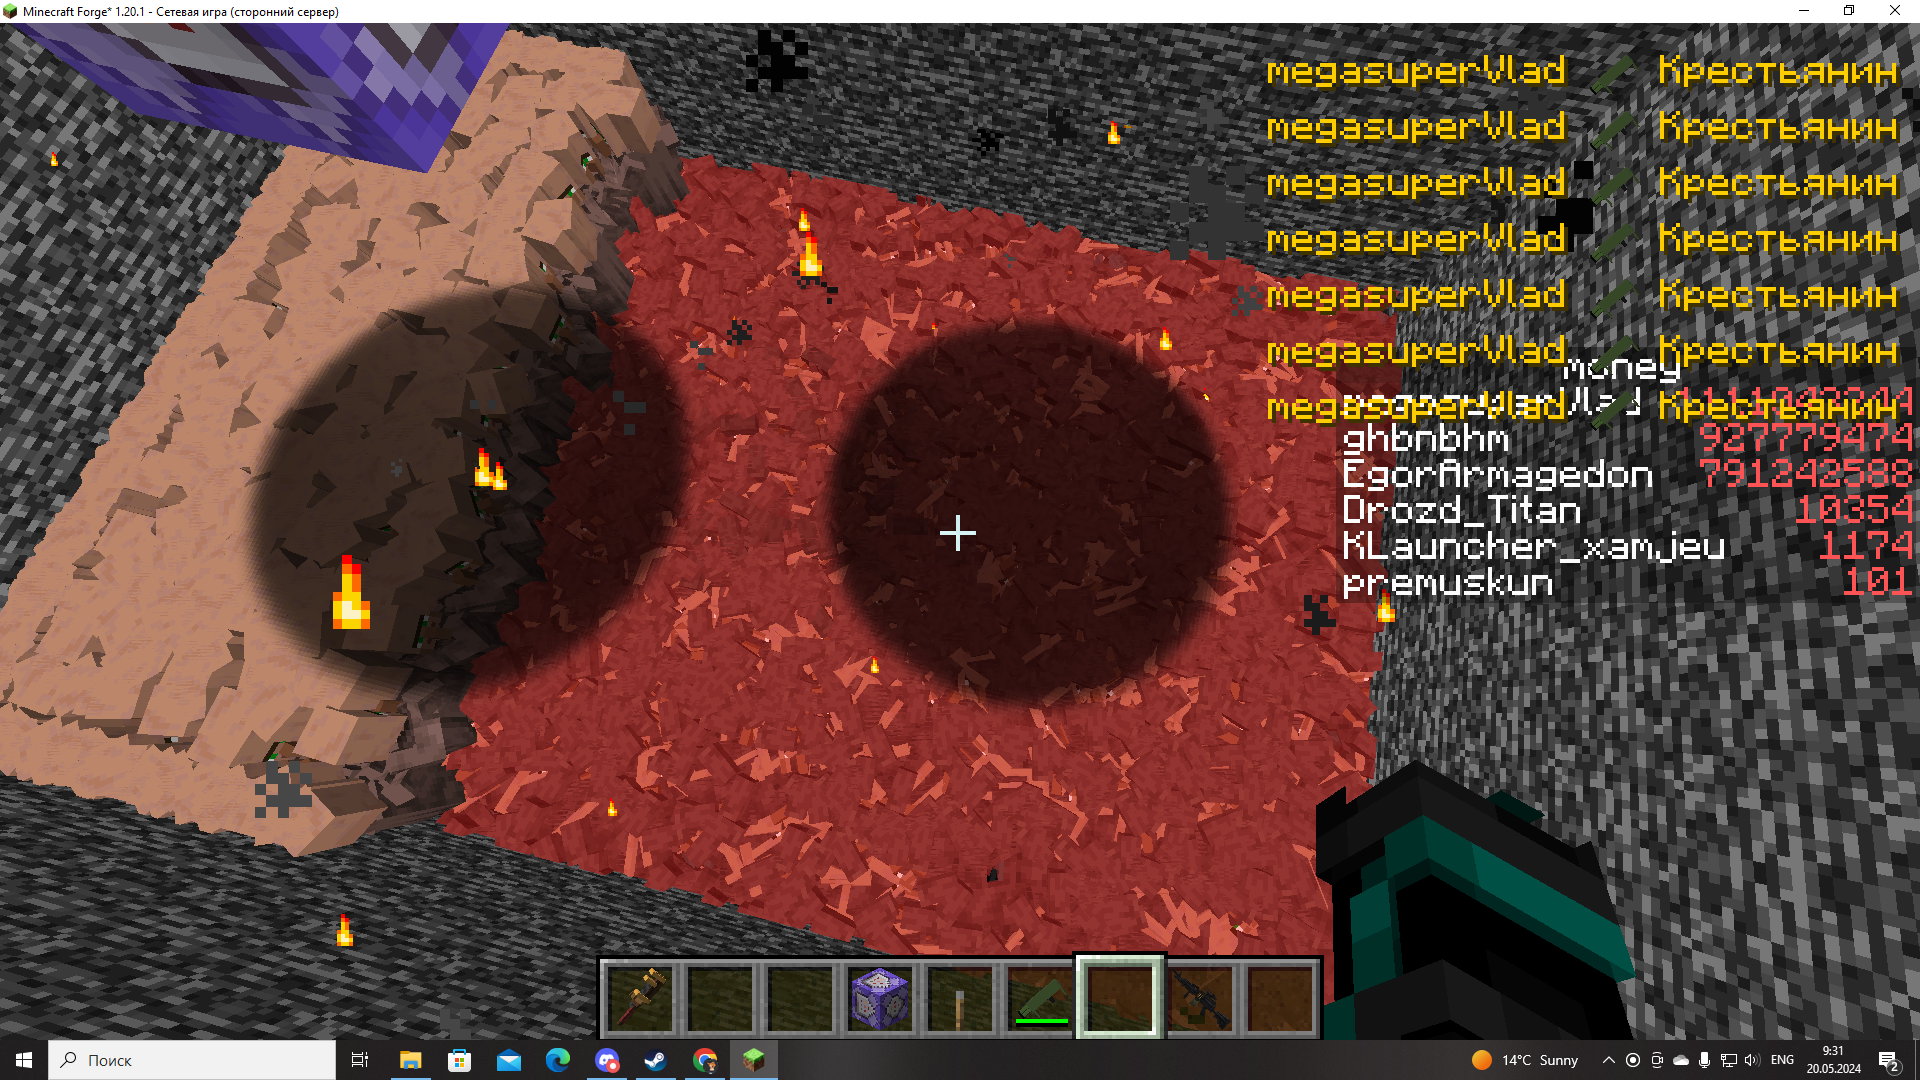 Minecraft Forge* 1.20.1 - Сетевая игра (сторонний сервер)
megasuperVlad Крестьянин
megasuperVlad Крестьянин
megasuperVlad Крестьянин
megasuperVlad Крестьянин
megasuperVlad Крестьянин
megasuperVlad Крестьянин
money
megasuperVlad Крестьянин
ghbnbhm 927779474
EgorArmagedon 791242588
Drozd_Titan 10354
KLauncher_xamjeu 1174
premuskun 101
Поиск
14°C Sunny
ENG
9:31
20.05.2024
2